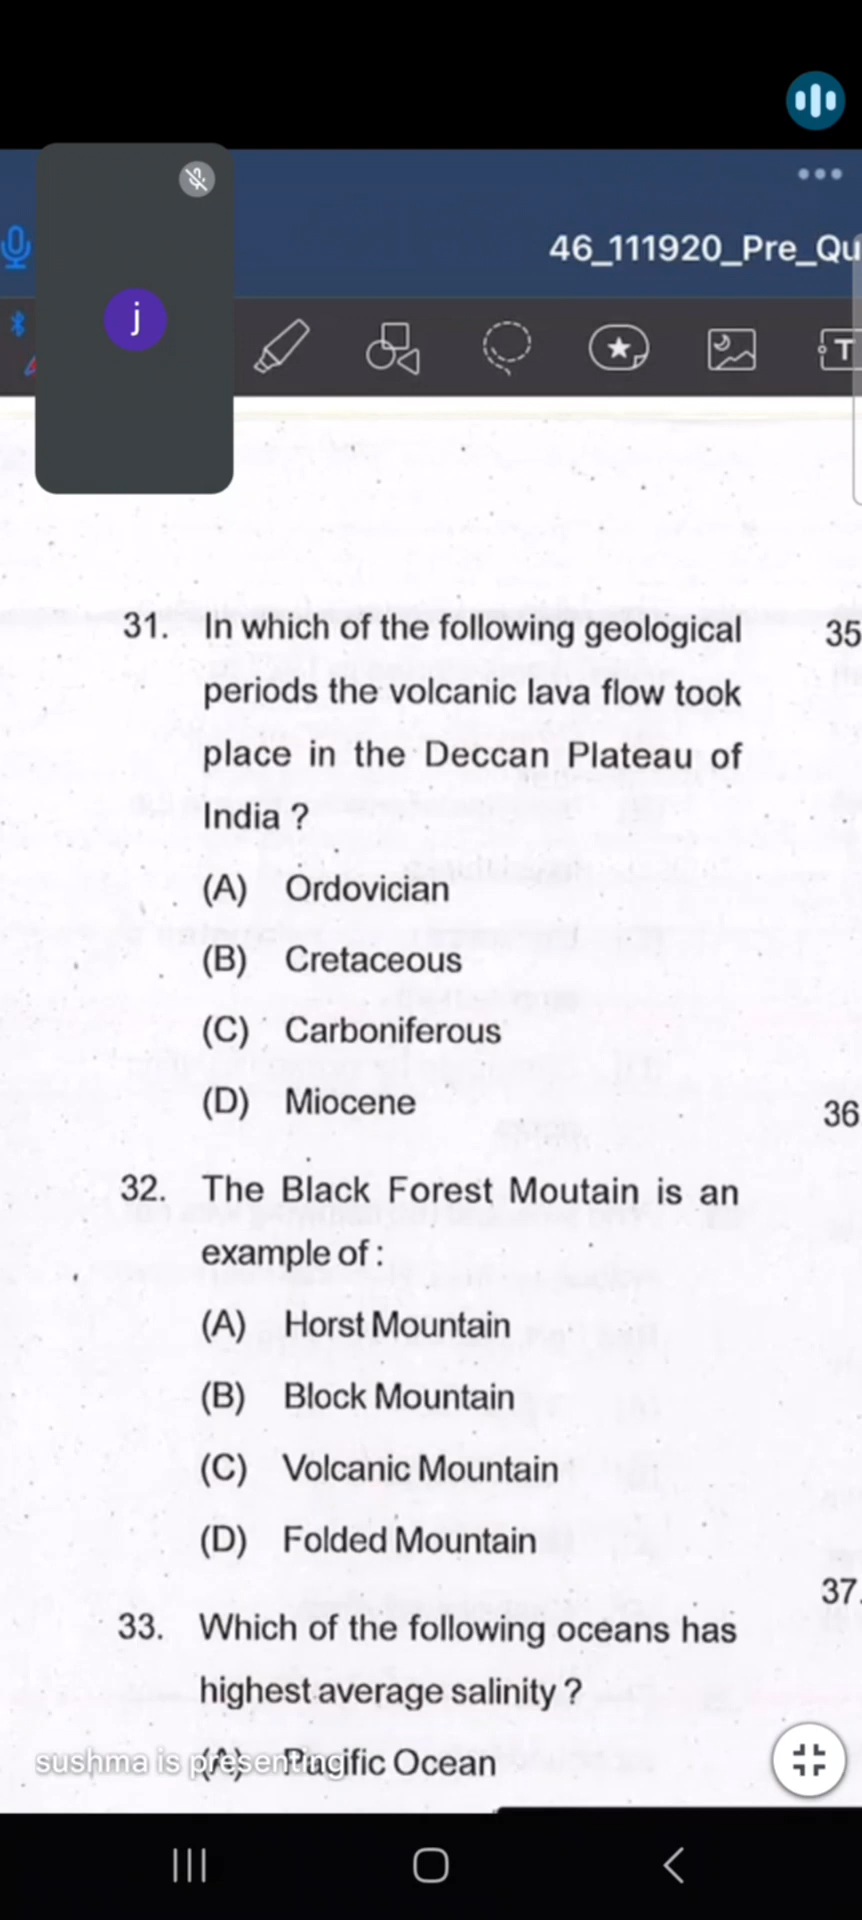 46_111920_Pre_Qu
j
T
31. In which of the following geological
periods the volcanic lava flow took
place in the Deccan Plateau of
India ?
(A) Ordovician
(B) Cretaceous
(C) Carboniferous
(D) Miocene
32. The Black Forest Moutain is an
example of :
(A) Horst Mountain
(B) Block Mountain
(C) Volcanic Mountain
(D) Folded Mountain
33. Which of the following oceans has
highest average salinity ?
(A) Pacific Ocean
sushma is presenting
35
36
37.